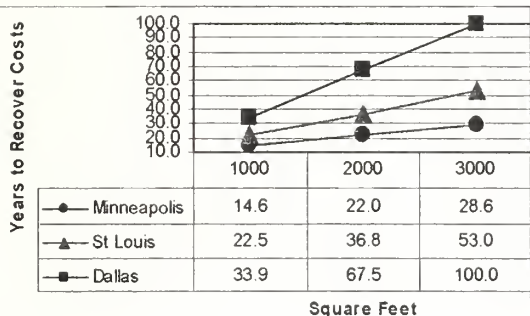 Years to Recover Costs
100.0
90.0
80.0
70.0
60.0
50.0
40.0
30.0
20.0
10.0
1000 2000 3000
Minneapolis 14.6 22.0 28.6
St Louis 22.5 36.8 53.0
Dallas 33.9 67.5 100.0
Square Feet